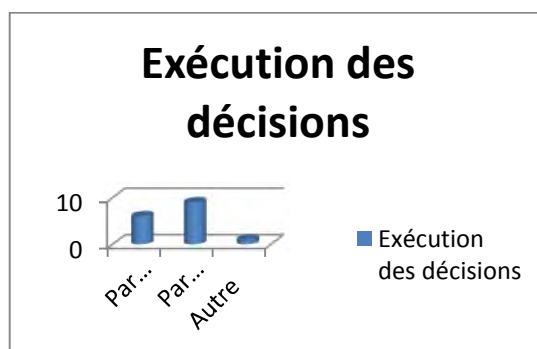 Exécution des
décisions
10
0
Par...
Par...
Autre
Exécution
des décisions